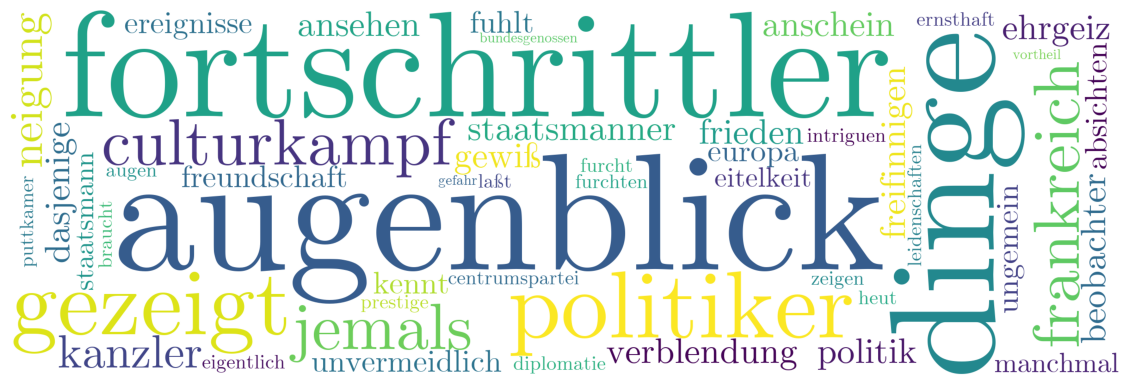 fortschrittler
augenblick
dinge
politiker
gezeigt
culturkampf
frankreich
jemals
kanzler
neigung
ereignisse
ansehen
fuhlt
bundesgenossen
anschein
ernsthaft
ehrgeiz
vortheil
absichten
staatsmanner
frieden
intriguen
gewiß
europa
eitelkeit
furcht
furchten
gefahr
laßt
freundschaft
augen
dasjenige
staatsmann
braucht
puttkamer
freifinnigen
leidenschaften
ungemein
beobachter
kennt
prestige
centrumspartei
zeigen
heut
eigentlich
unvermeidlich
diplomatie
verblendung
politik
manchmal